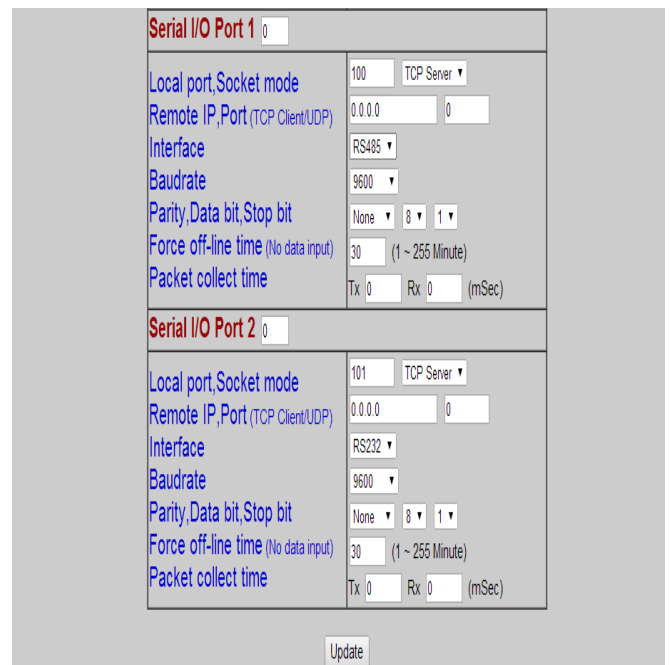 Serial I/O Port 1 0
Local port,Socket mode 100 TCP Server
Remote IP,Port (TCP Client/UDP) 0.0.0.0 0
Interface RS485
Baudrate 9600
Parity,Data bit,Stop bit None 8 1
Force off-line time (No data input) 30 (1 ~ 255 Minute)
Packet collect time Tx 0 Rx 0 (mSec)
Serial I/O Port 2 0
Local port,Socket mode 101 TCP Server
Remote IP,Port (TCP Client/UDP) 0.0.0.0 0
Interface RS232
Baudrate 9600
Parity,Data bit,Stop bit None 8 1
Force off-line time (No data input) 30 (1 ~ 255 Minute)
Packet collect time Tx 0 Rx 0 (mSec)
Update